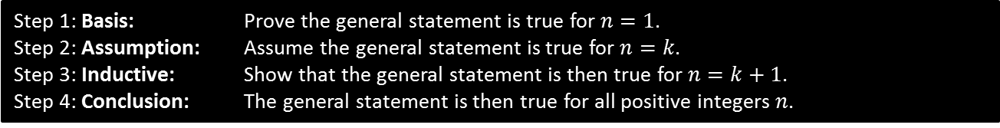 Step 1: Basis: Prove the general statement is true for n = 1.
Step 2: Assumption: Assume the general statement is true for n = k.
Step 3: Inductive: Show that the general statement is then true for n = k + 1.
Step 4: Conclusion: The general statement is then true for all positive integers n.